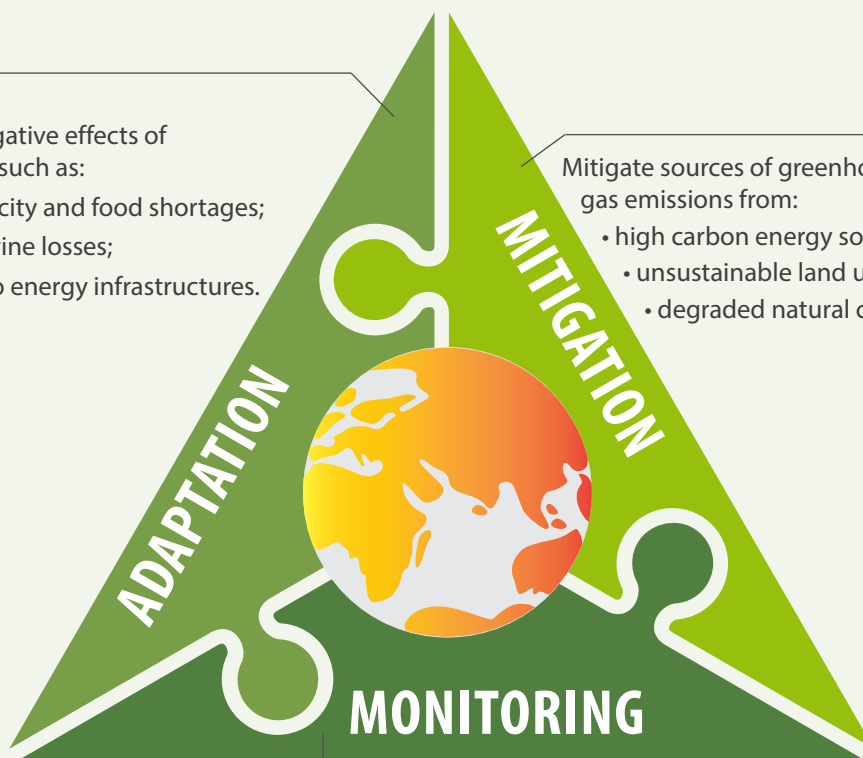 gative effects of
such as:
city and food shortages;
rine losses;
o energy infrastructures.
Mitigate sources of greenho
gas emissions from:
• high carbon energy so
• unsustainable land u
• degraded natural c
ADAPTATION
MITIGATION
MONITORING